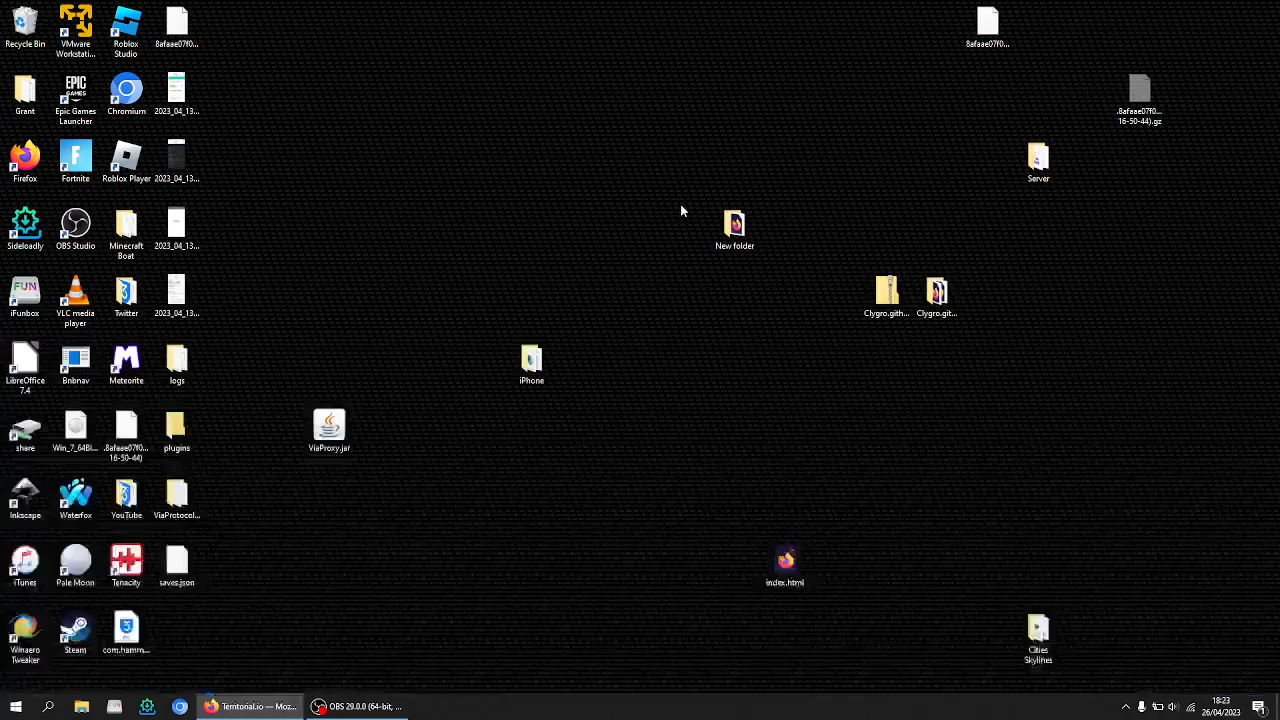 Recycle Bin
VMware
Workstati...
Roblox
Studio
8afaae07f0...
8afaae07f0...
Grant
EPIC
GAMES
Epic Games
Launcher
Chromium
2023_04_13...
.8afaae07f0...
16-50-44).gz
Firefox
F
Fortnite
Roblox Player
2023_04_13...
Server
Sideloadly
OBS Studio
Minecraft
Boat
2023_04_13...
New folder
FUN
iFunbox
VLC media
player
Twitter
2023_04_13...
Clygro.gith...
Clygro.git...
LibreOffice
7.4
Bnbnav
Meteorite
logs
iPhone
share
Win_7_64Bi...
.8afaae07f0...
16-50-44)
plugins
ViaProxy.jar
Inkscape
Waterfox
YouTube
ViaProtocol...
iTunes
Pale Moon
Tenacity
saves.json
index.html
Winaero
Tweaker
Steam
com.hamm...
Cities
Skylines
Territorial.io — Moz...
OBS 29.0.0 (64-bit, ...
18:23
26/04/2023